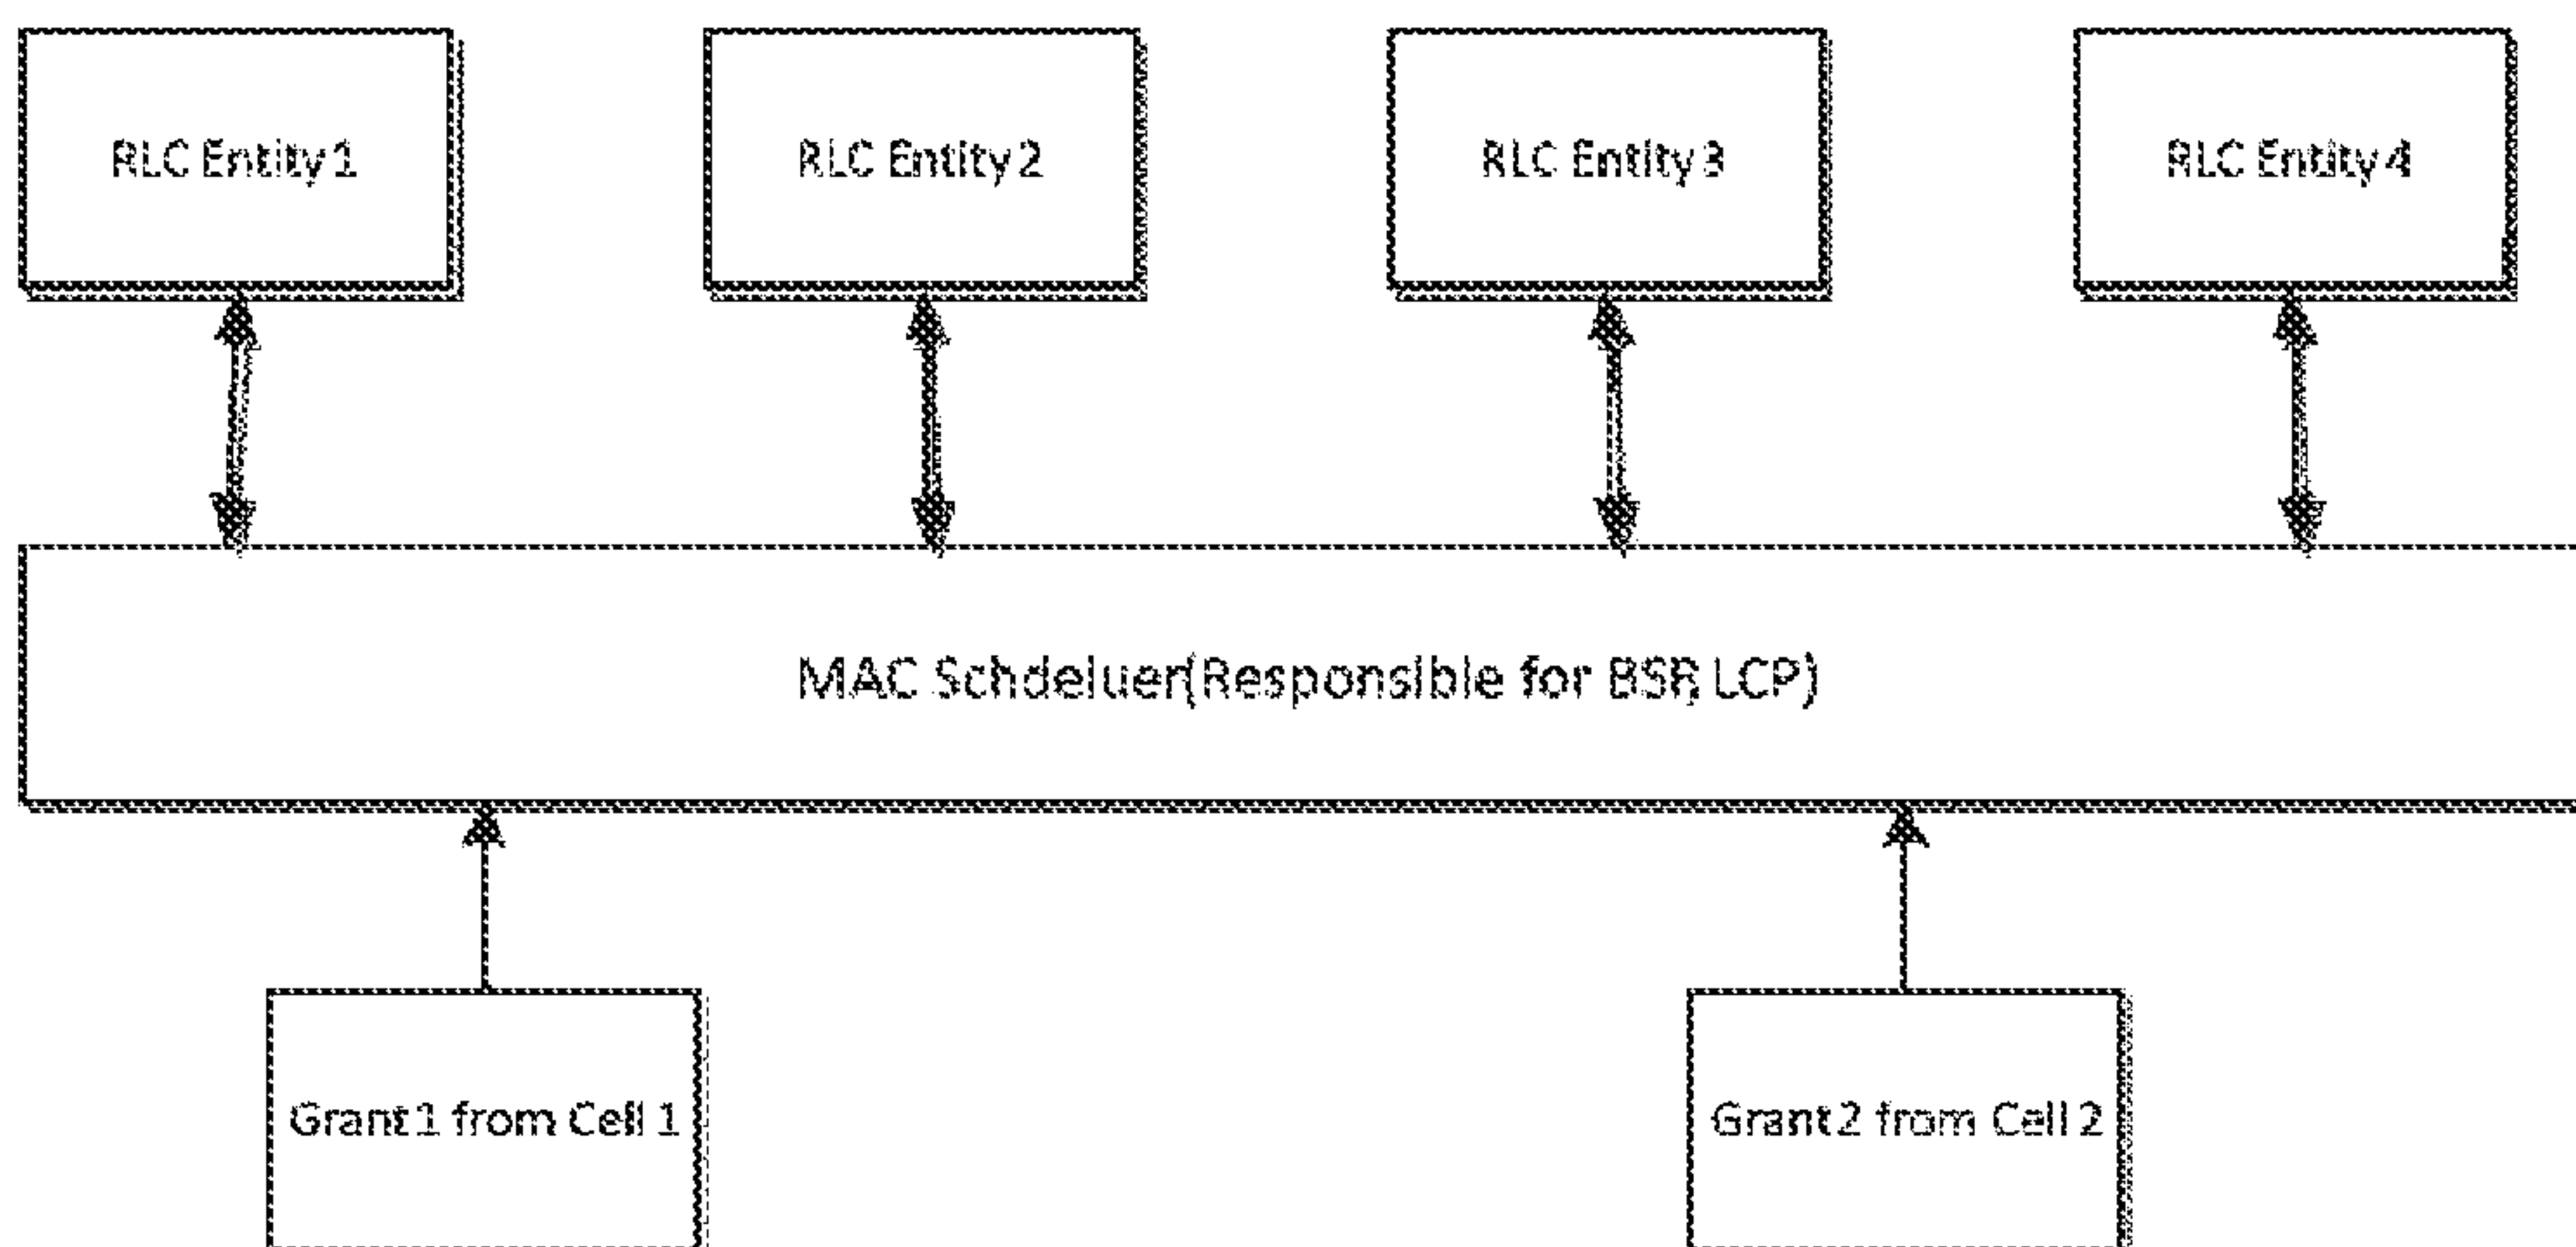 RLC Entity 1
RLC Entity 2
RLC Entity 3
RLC Entity 4
MAC Schdeluer(Responsible for BSR, LCP)
Grant 1 from Cell 1
Grant 2 from Cell 2